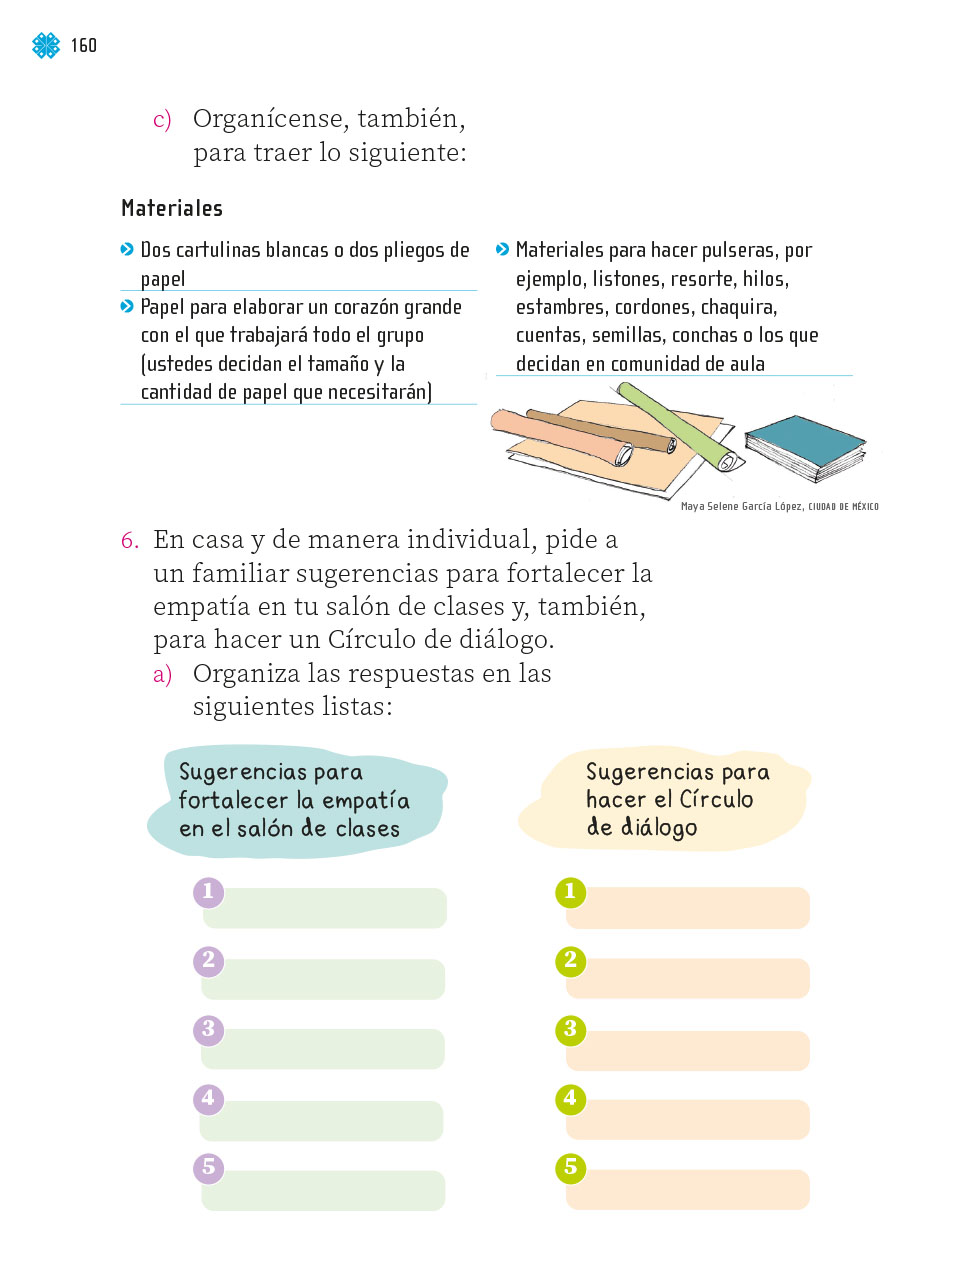 160
c) Organícense, también,
para traer lo siguiente:
Materiales
Dos cartulinas blancas o dos pliegos de
papel
Papel para elaborar un corazón grande
con el que trabajará todo el grupo
(ustedes decidan el tamaño y la
cantidad de papel que necesitarán)
Materiales para hacer pulseras, por
ejemplo, listones, resorte, hilos,
estambres, cordones, chaquira,
cuentas, semillas, conchas o los que
decidan en comunidad de aula
Maya Selene García López, CIUDAD DE MÉXICO
6. En casa y de manera individual, pide a
un familiar sugerencias para fortalecer la
empatía en tu salón de clases y, también,
para hacer un Círculo de diálogo.
a) Organiza las respuestas en las
siguientes listas:
Sugerencias para
fortalecer la empatía
en el salón de clases
1
2
3
4
5
Sugerencias para
hacer el Círculo
de diálogo
1
2
3
4
5